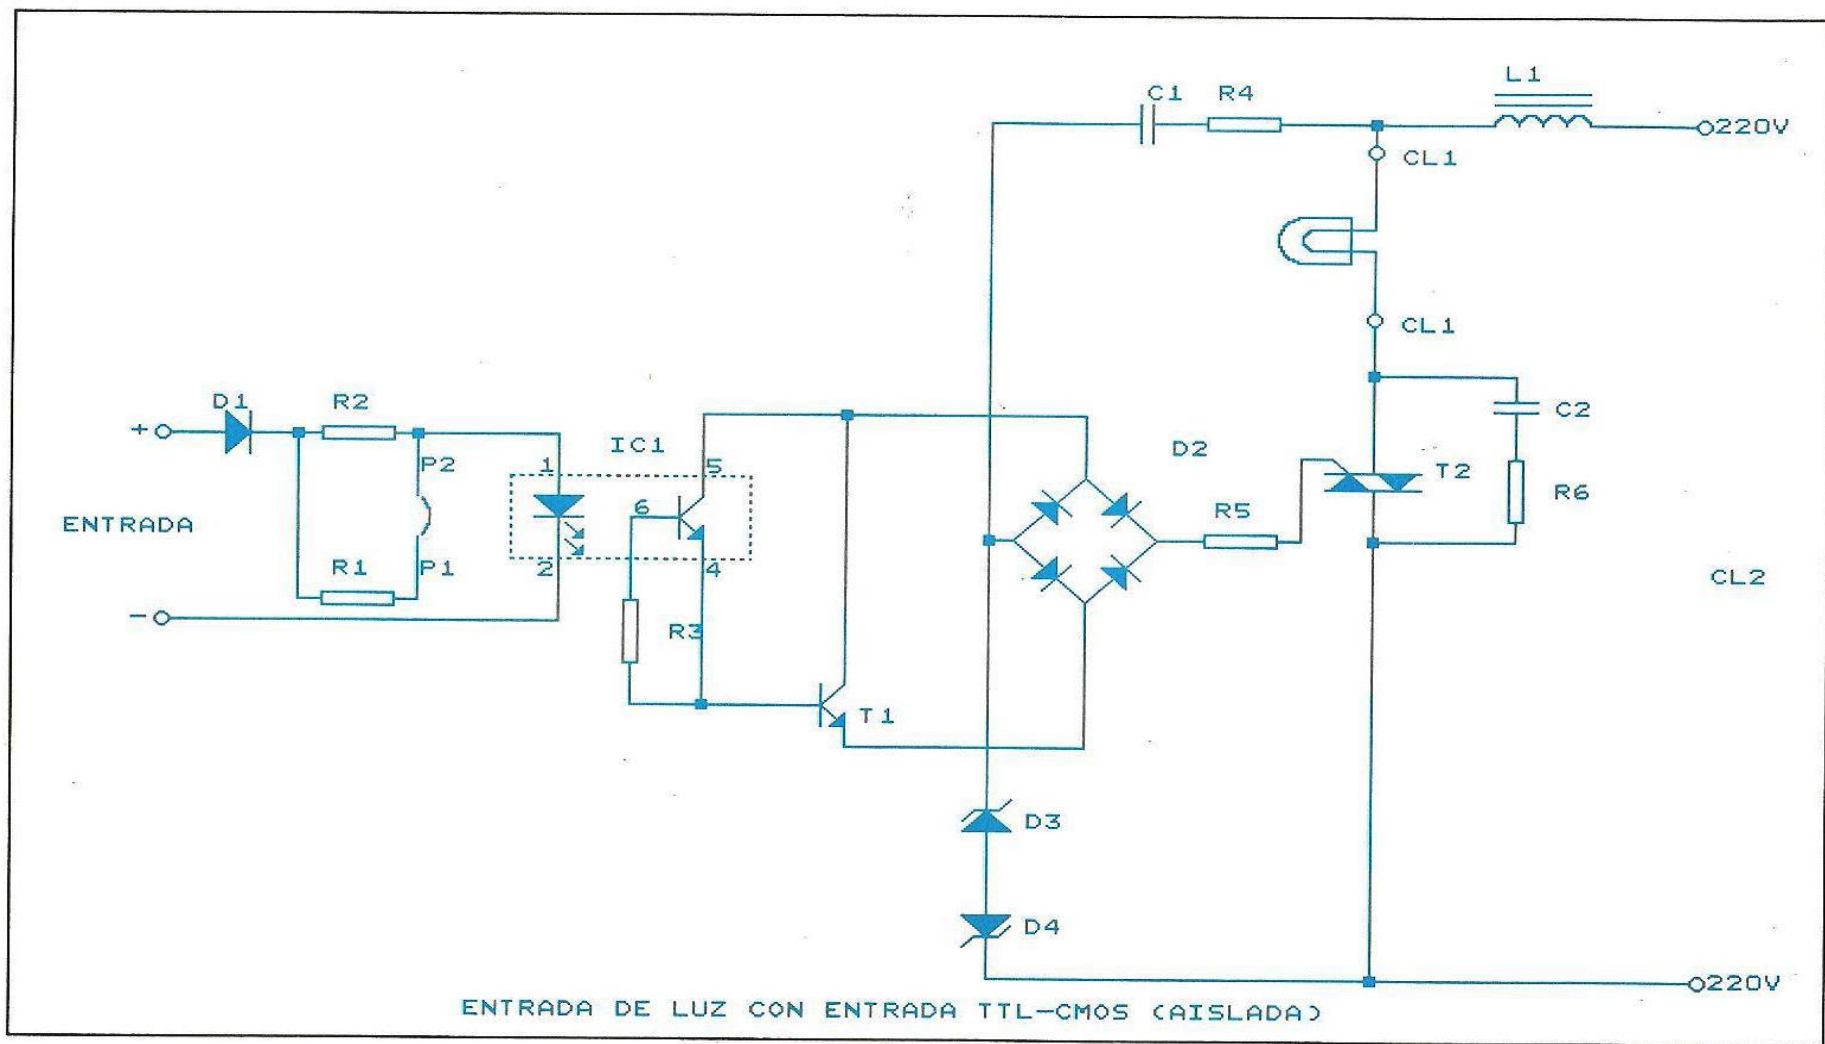 L1
C1 R4
220V
CL1
CL1
D1 R2
C2
IC1
D2
P2 1 5
T2
6
R6
+
ENTRADA
R5
R1 P1 2 4
CL2
-
R3
T1
D3
D4
220V
ENTRADA DE LUZ CON ENTRADA TTL-CMOS (AISLADA)